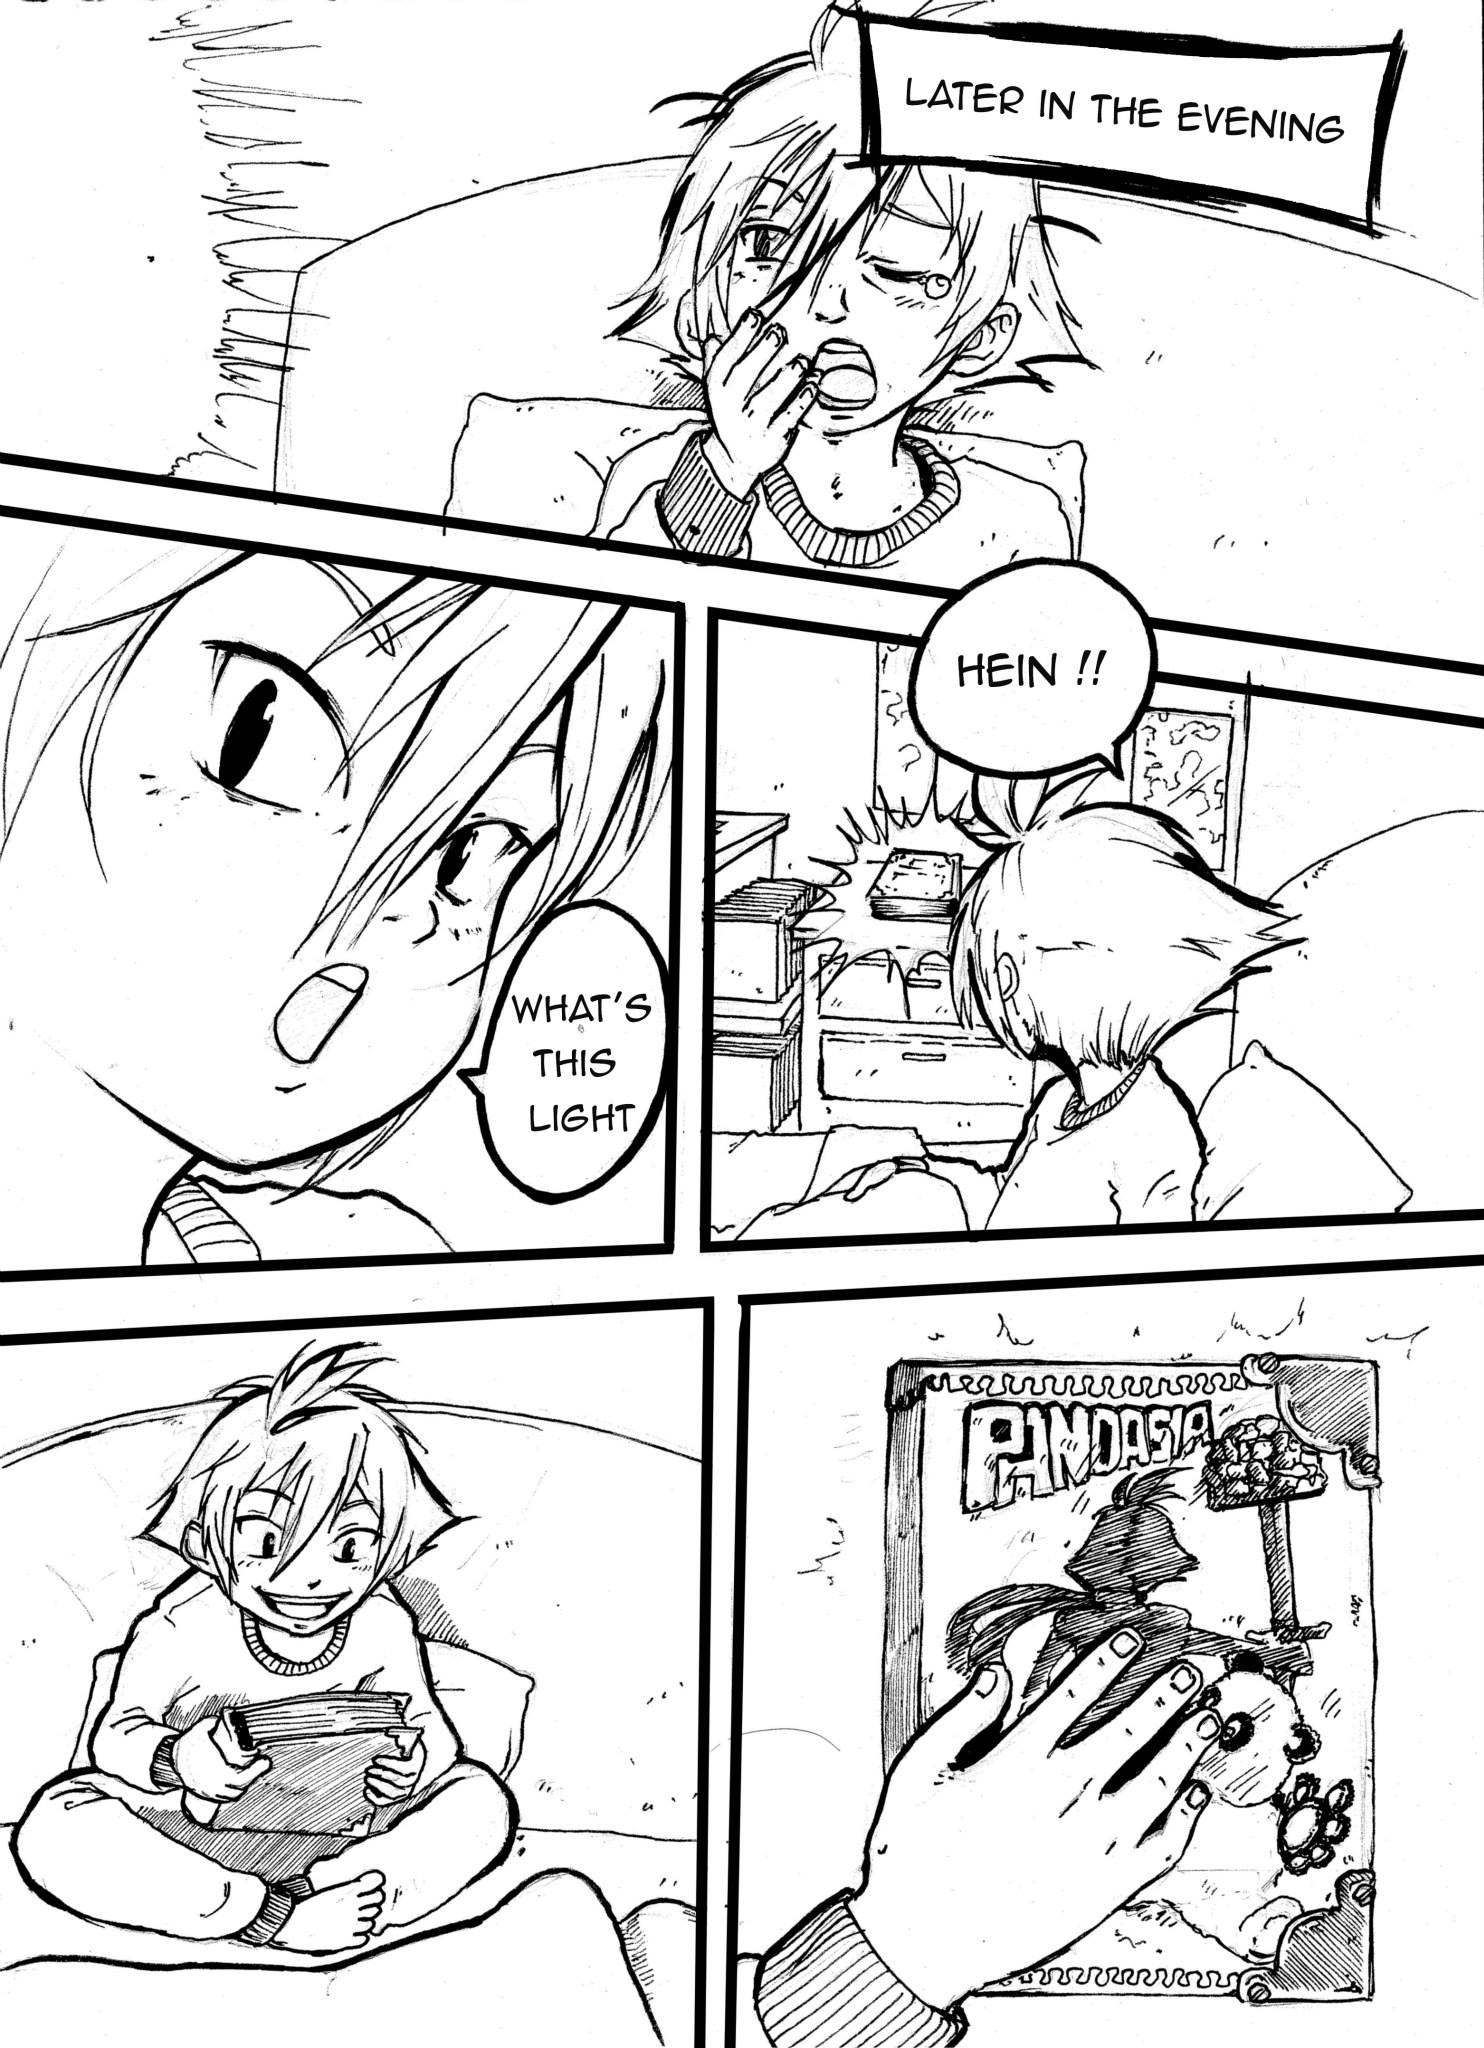 LATER IN THE EVENING
WHAT'S
THIS
LIGHT
HEIN !!
PANDASIA